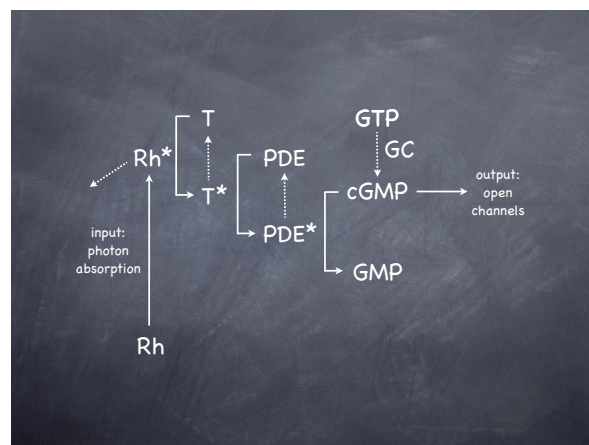 T
GTP
Rh*
PDE
GC
T*
cGMP
output:
open
channels
input:
photon
absorption
PDE*
GMP
Rh